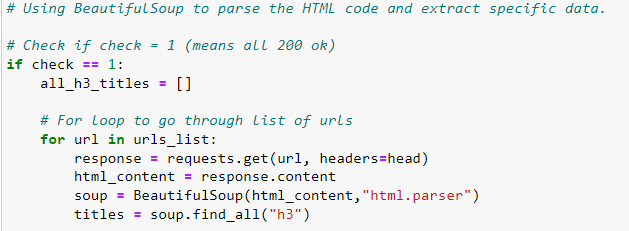 # Using BeautifulSoup to parse the HTML code and extract specific data.
# Check if check = 1 (means all 200 ok)
if check == 1:
    all_h3_titles = []
    # For loop to go through list of urls
    for url in urls_list:
        response = requests.get(url, headers=head)
        html_content = response.content
        soup = BeautifulSoup(html_content,"html.parser")
        titles = soup.find_all("h3")